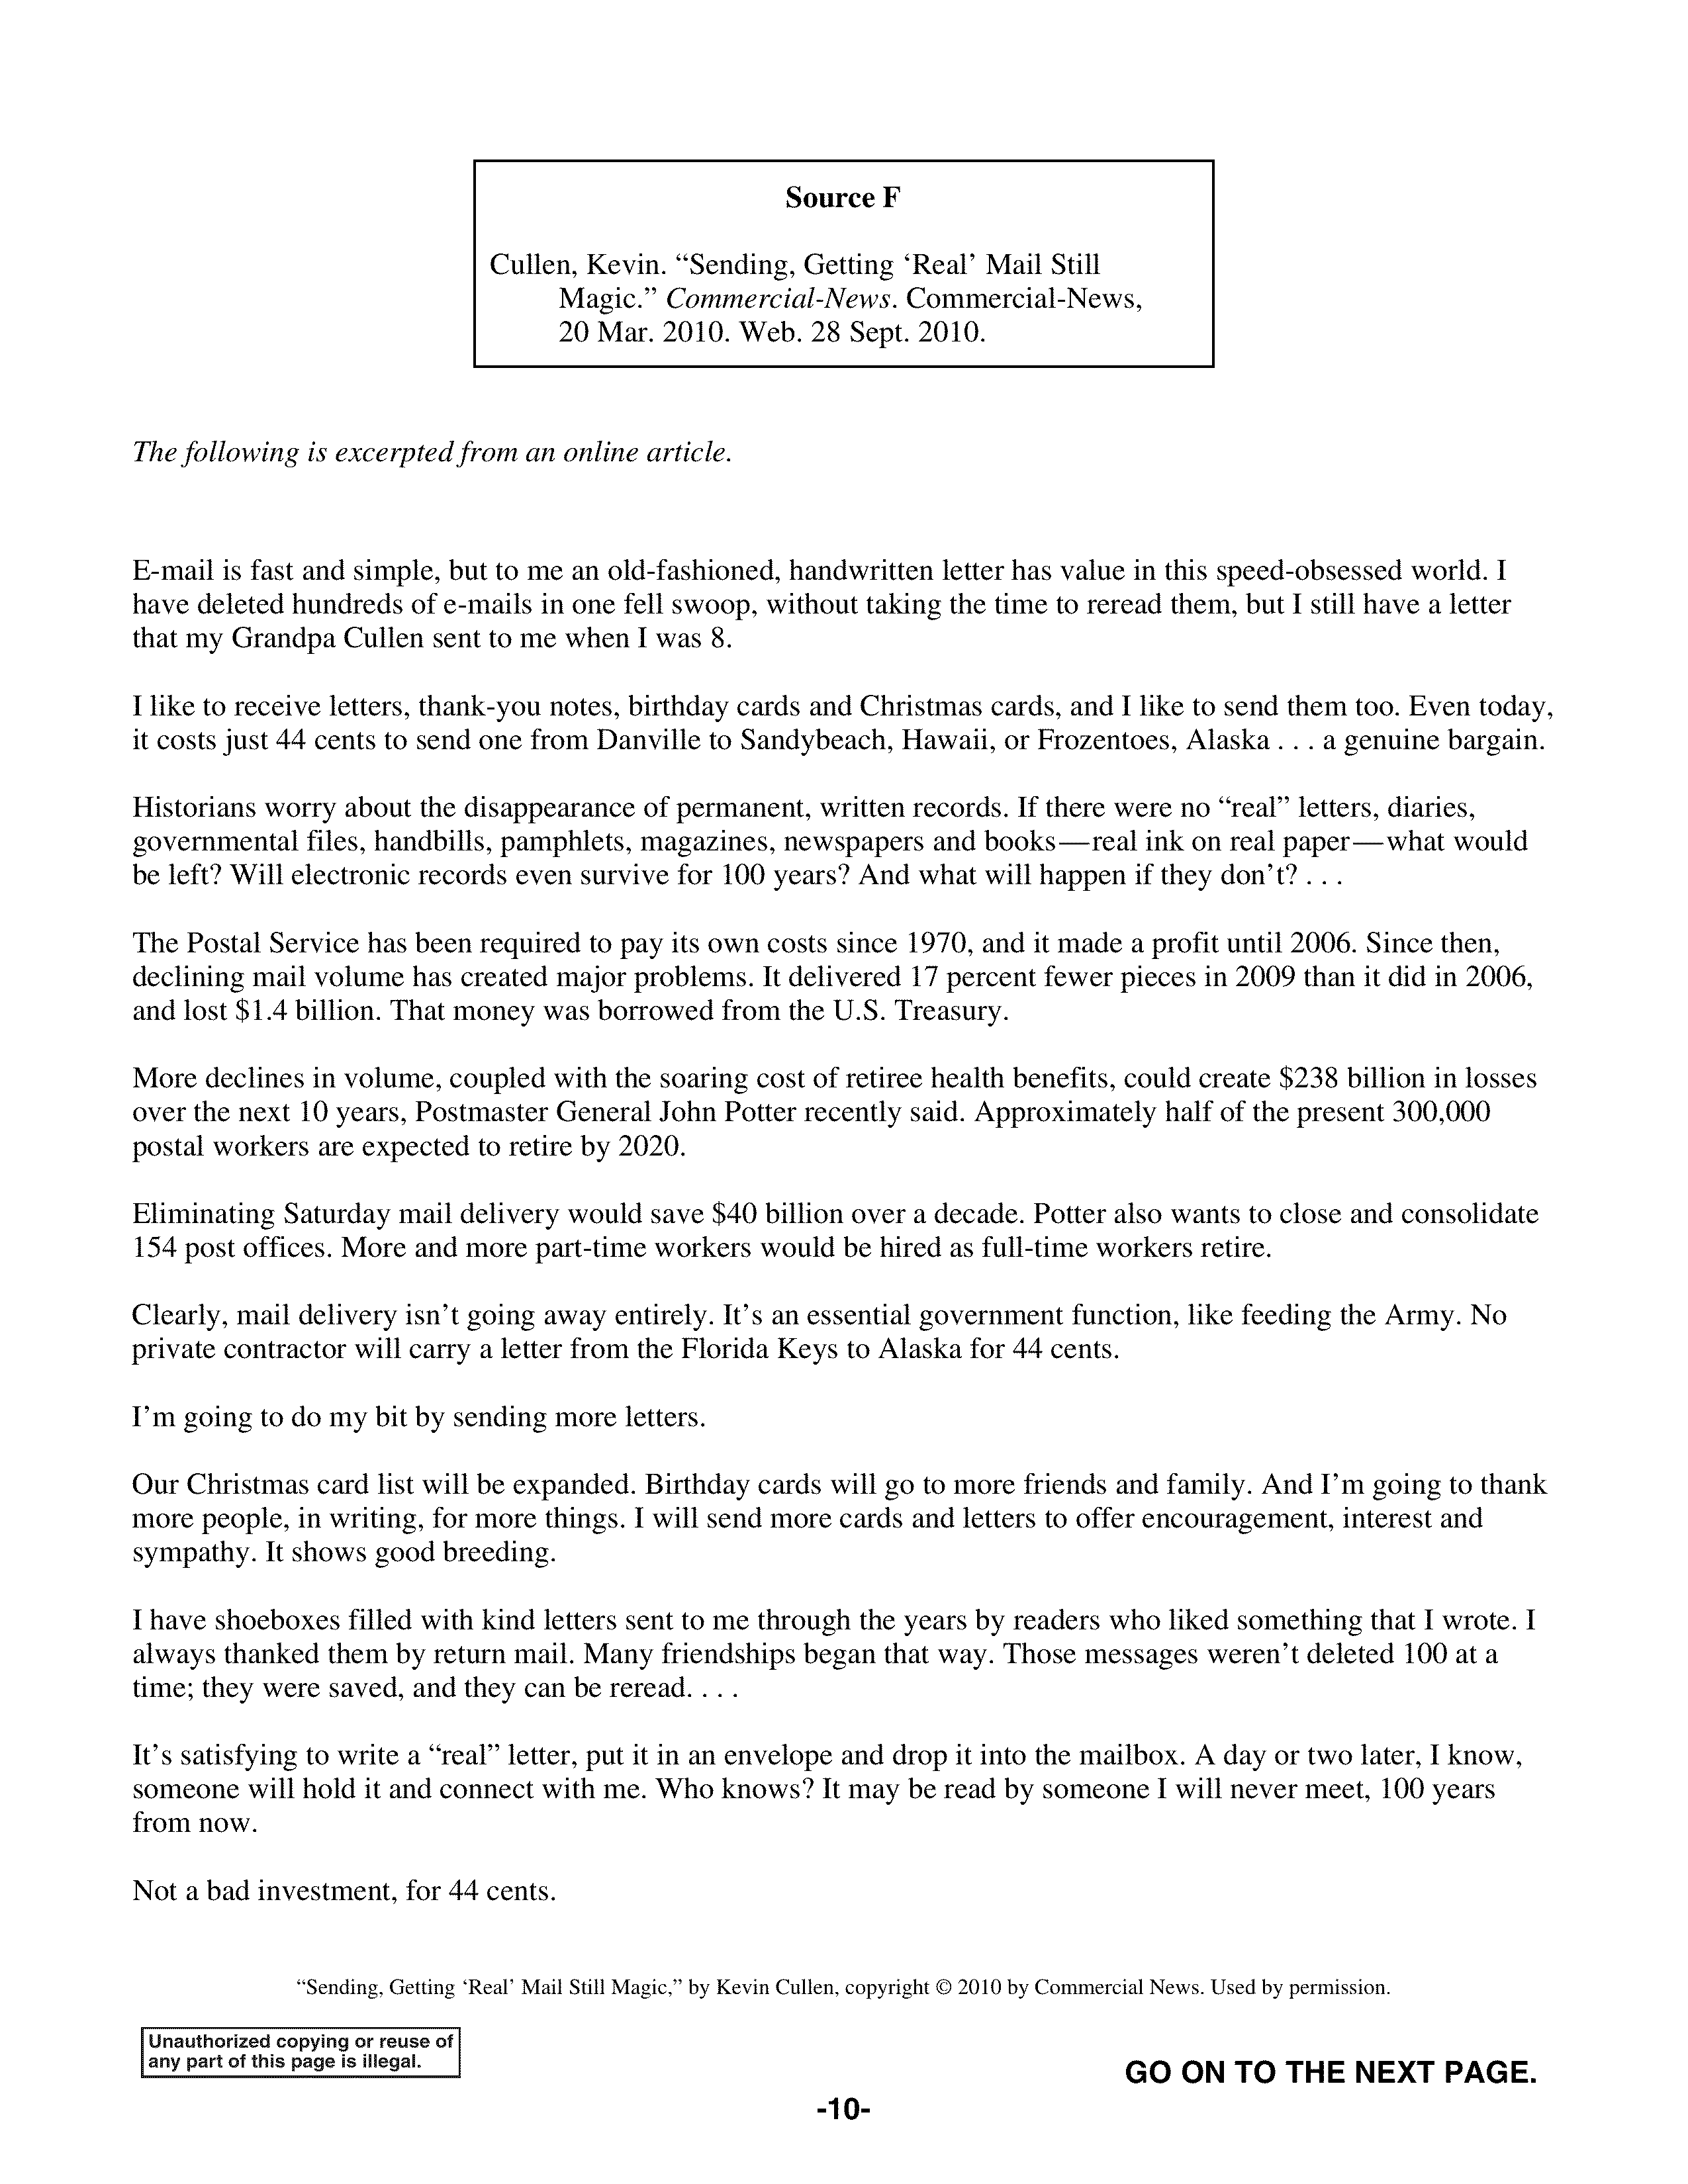 Source F
Cullen, Kevin. “Sending, Getting ‘Real’ Mail Still
Magic.” Commercial-News. Commercial-News,
20 Mar. 2010. Web. 28 Sept. 2010.
The following is excerpted from an online article.
E-mail is fast and simple, but to me an old-fashioned, handwritten letter has value in this speed-obsessed world. I
have deleted hundreds of e-mails in one fell swoop, without taking the time to reread them, but I still have a letter
that my Grandpa Cullen sent to me when I was 8.
I like to receive letters, thank-you notes, birthday cards and Christmas cards, and I like to send them too. Even today,
it costs just 44 cents to send one from Danville to Sandybeach, Hawaii, or Frozentoes, Alaska . . . a genuine bargain.
Historians worry about the disappearance of permanent, written records. If there were no “real” letters, diaries,
governmental files, handbills, pamphlets, magazines, newspapers and books—real ink on real paper—what would
be left? Will electronic records even survive for 100 years? And what will happen if they don’t? . . .
The Postal Service has been required to pay its own costs since 1970, and it made a profit until 2006. Since then,
declining mail volume has created major problems. It delivered 17 percent fewer pieces in 2009 than it did in 2006,
and lost $1.4 billion. That money was borrowed from the U.S. Treasury.
More declines in volume, coupled with the soaring cost of retiree health benefits, could create $238 billion in losses
over the next 10 years, Postmaster General John Potter recently said. Approximately half of the present 300,000
postal workers are expected to retire by 2020.
Eliminating Saturday mail delivery would save $40 billion over a decade. Potter also wants to close and consolidate
154 post offices. More and more part-time workers would be hired as full-time workers retire.
Clearly, mail delivery isn’t going away entirely. It’s an essential government function, like feeding the Army. No
private contractor will carry a letter from the Florida Keys to Alaska for 44 cents.
I’m going to do my bit by sending more letters.
Our Christmas card list will be expanded. Birthday cards will go to more friends and family. And I’m going to thank
more people, in writing, for more things. I will send more cards and letters to offer encouragement, interest and
sympathy. It shows good breeding.
I have shoeboxes filled with kind letters sent to me through the years by readers who liked something that I wrote. I
always thanked them by return mail. Many friendships began that way. Those messages weren’t deleted 100 at a
time; they were saved, and they can be reread. . . .
It’s satisfying to write a “real” letter, put it in an envelope and drop it into the mailbox. A day or two later, I know,
someone will hold it and connect with me. Who knows? It may be read by someone I will never meet, 100 years
from now.
Not a bad investment, for 44 cents.
“Sending, Getting ‘Real’ Mail Still Magic,” by Kevin Cullen, copyright © 2010 by Commercial News. Used by permission.
Unauthorized copying or reuse of
any part of this page is illegal.
GO ON TO THE NEXT PAGE.
-10-